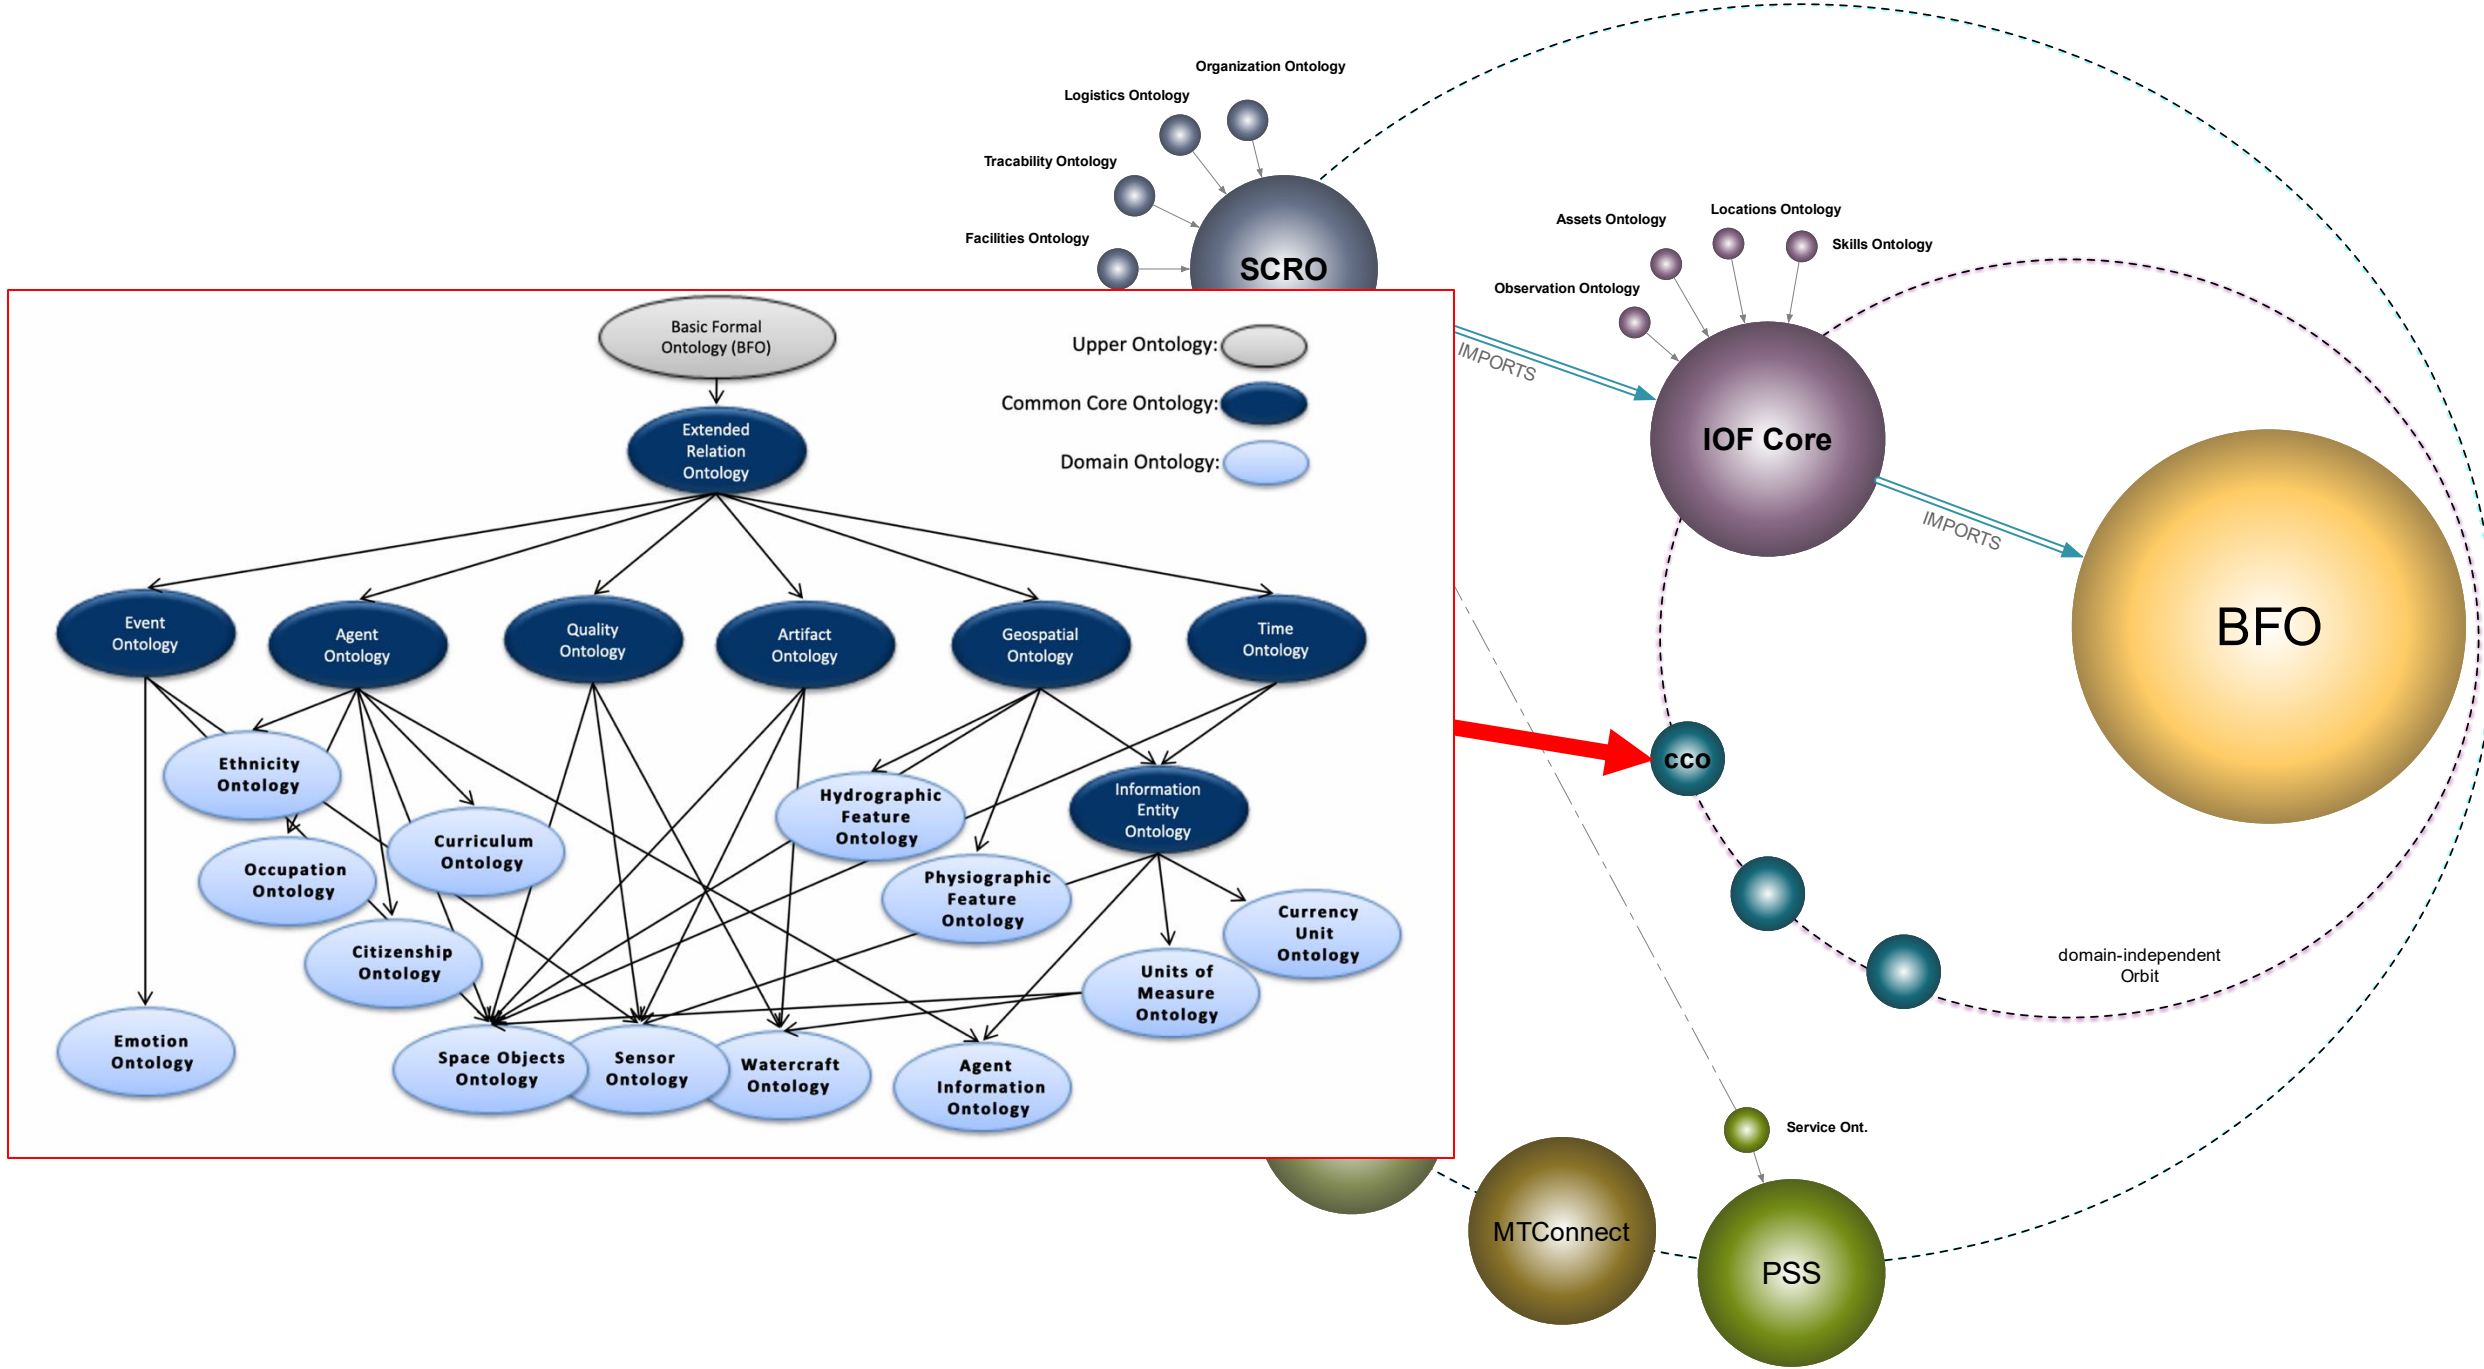 Organization Ontology
Logistics Ontology
Tracability Ontology
Facilities Ontology
SCRO
Assets Ontology
Locations Ontology
Skills Ontology
Observation Ontology
IMPORTS
IOF Core
IMPORTS
BFO
cco
domain-independent
Orbit
Service Ont.
MTConnect
PSS
Basic Formal
Ontology (BFO)
Upper Ontology:
Common Core Ontology:
Domain Ontology:
Extended
Relation
Ontology
Event
Ontology
Agent
Ontology
Quality
Ontology
Artifact
Ontology
Geospatial
Ontology
Time
Ontology
Ethnicity
Ontology
Hydrographic
Feature
Ontology
Information
Entity
Ontology
Occupation
Ontology
Curriculum
Ontology
Physiographic
Feature
Ontology
Currency
Unit
Ontology
Citizenship
Ontology
Units of
Measure
Ontology
Emotion
Ontology
Space Objects
Ontology
Sensor
Ontology
Watercraft
Ontology
Agent
Information
Ontology